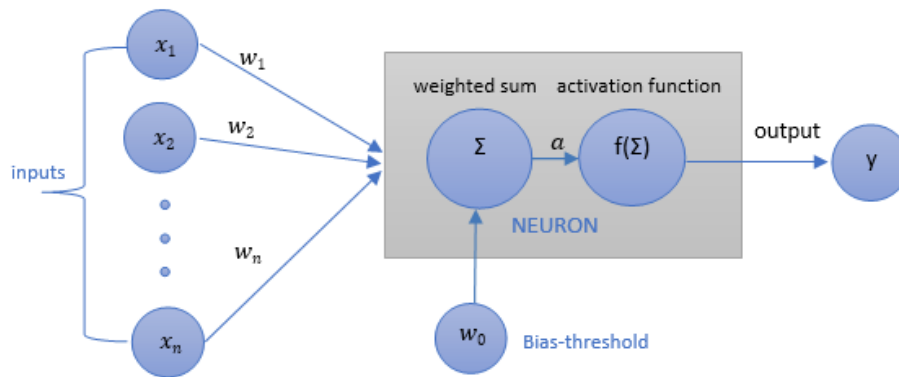 x₁
w₁
weighted sum
activation function
x₂
w₂
Σ
a
f(Σ)
output
y
inputs
NEURON
wₙ
xₙ
w₀
Bias-threshold